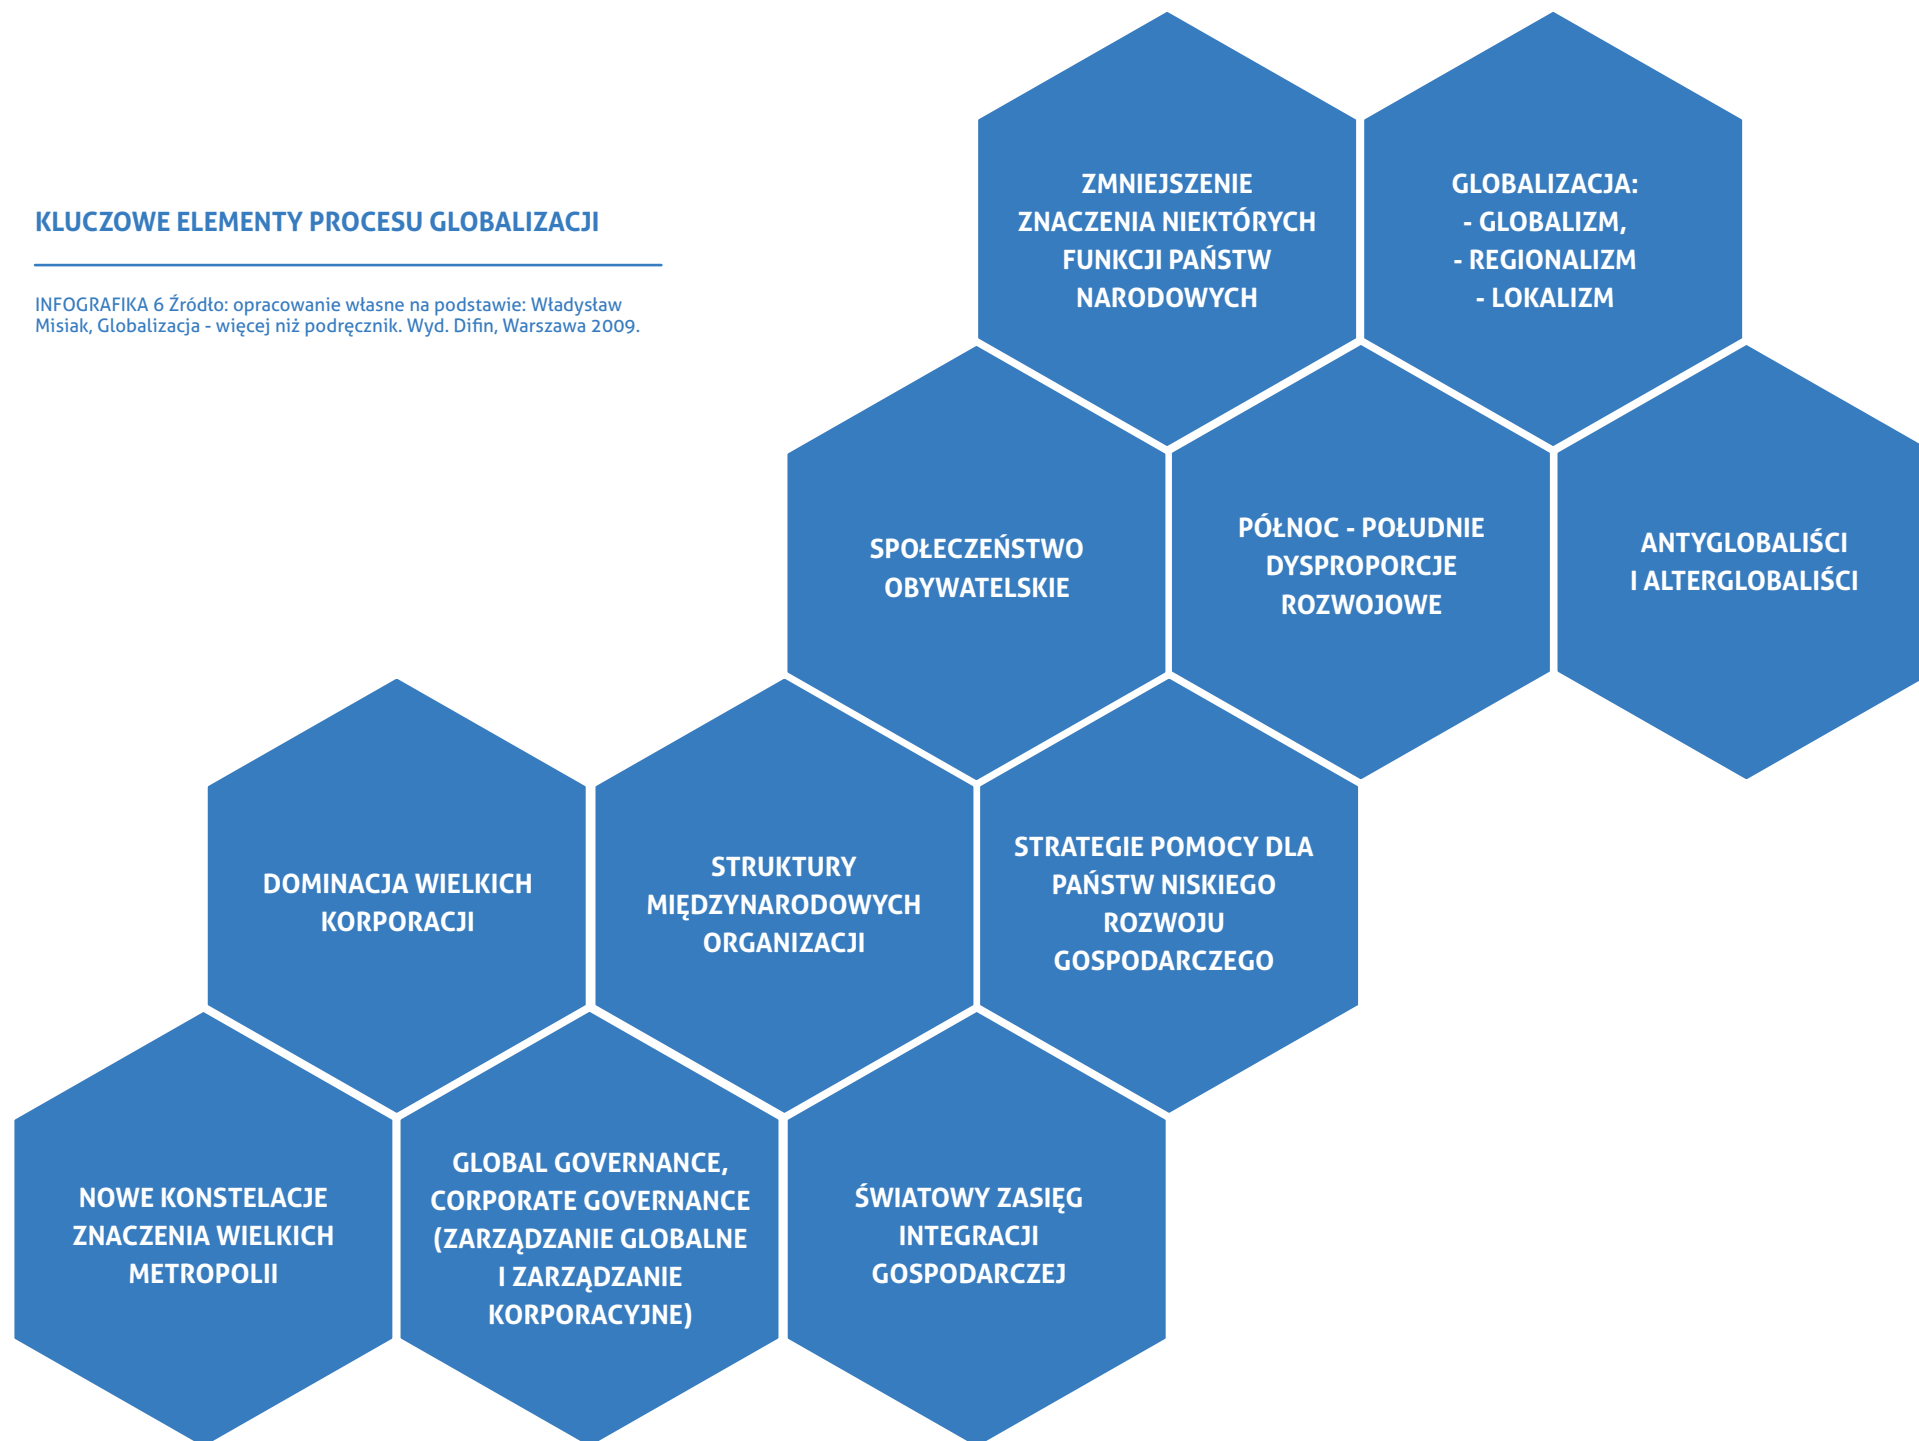 KLUCZOWE ELEMENTY PROCESU GLOBALIZACJI
INFOGRAFIKA 6 Źródło: opracowanie własne na podstawie: Władysław
Misiak, Globalizacja - więcej niż podręcznik. Wyd. Difin, Warszawa 2009.
ZMNIEJSZENIE
ZNACZENIA NIEKTÓRYCH
FUNKCJI PAŃSTW
NARODOWYCH
GLOBALIZACJA:
- GLOBALIZM,
- REGIONALIZM
- LOKALIZM
SPOŁECZEŃSTWO
OBYWATELSKIE
PÓŁNOC - POŁUDNIE
DYSPROPORCJE
ROZWOJOWE
ANTYGLOBALIŚCI
I ALTERGLOBALIŚCI
DOMINACJA WIELKICH
KORPORACJI
STRUKTURY
MIĘDZYNARODOWYCH
ORGANIZACJI
STRATEGIE POMOCY DLA
PAŃSTW NISKIEGO
ROZWOJU
GOSPODARCZEGO
NOWE KONSTELACJE
ZNACZENIA WIELKICH
METROPOLII
GLOBAL GOVERNANCE,
CORPORATE GOVERNANCE
(ZARZĄDZANIE GLOBALNE
I ZARZĄDZANIE
KORPORACYJNE)
ŚWIATOWY ZASIĘG
INTEGRACJI
GOSPODARCZEJ